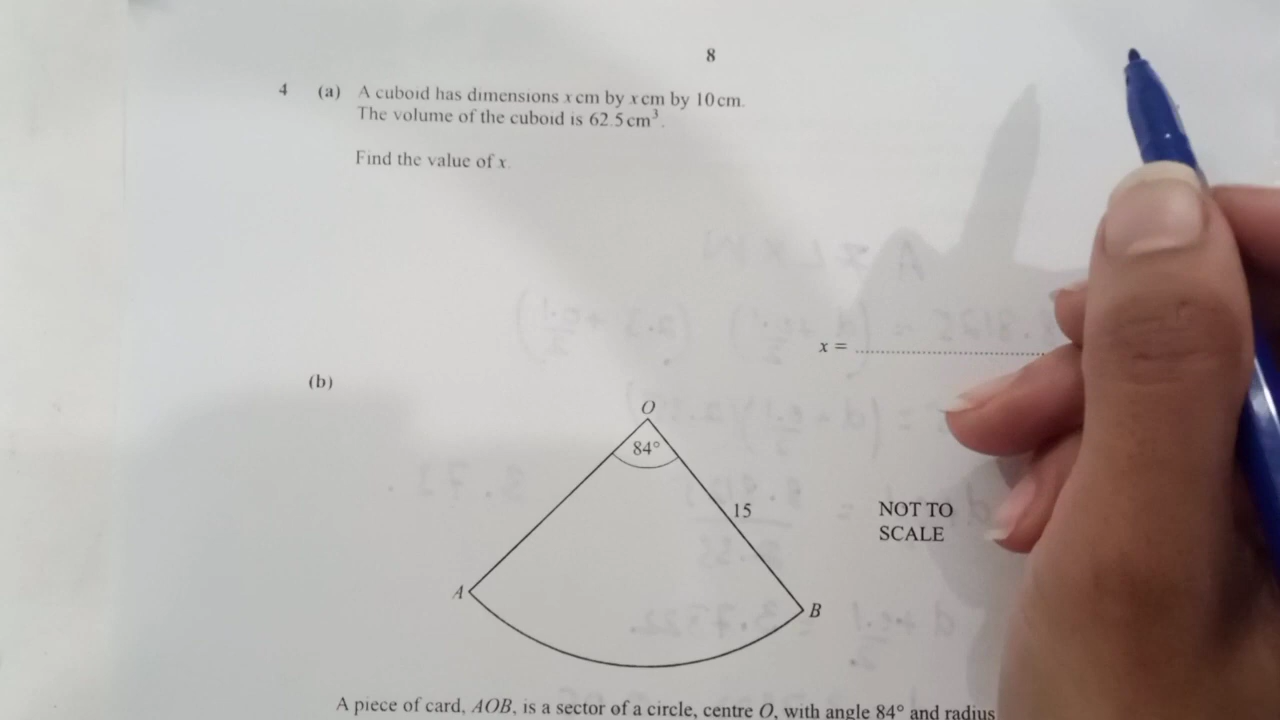 8
4 (a) A cuboid has dimensions x cm by x cm by 10 cm.
The volume of the cuboid is 62.5 cm³.
Find the value of x.
x = ........................................
(b)
O
84°
15
NOT TO
SCALE
A
B
A piece of card, AOB, is a sector of a circle, centre O, with angle 84° and radius